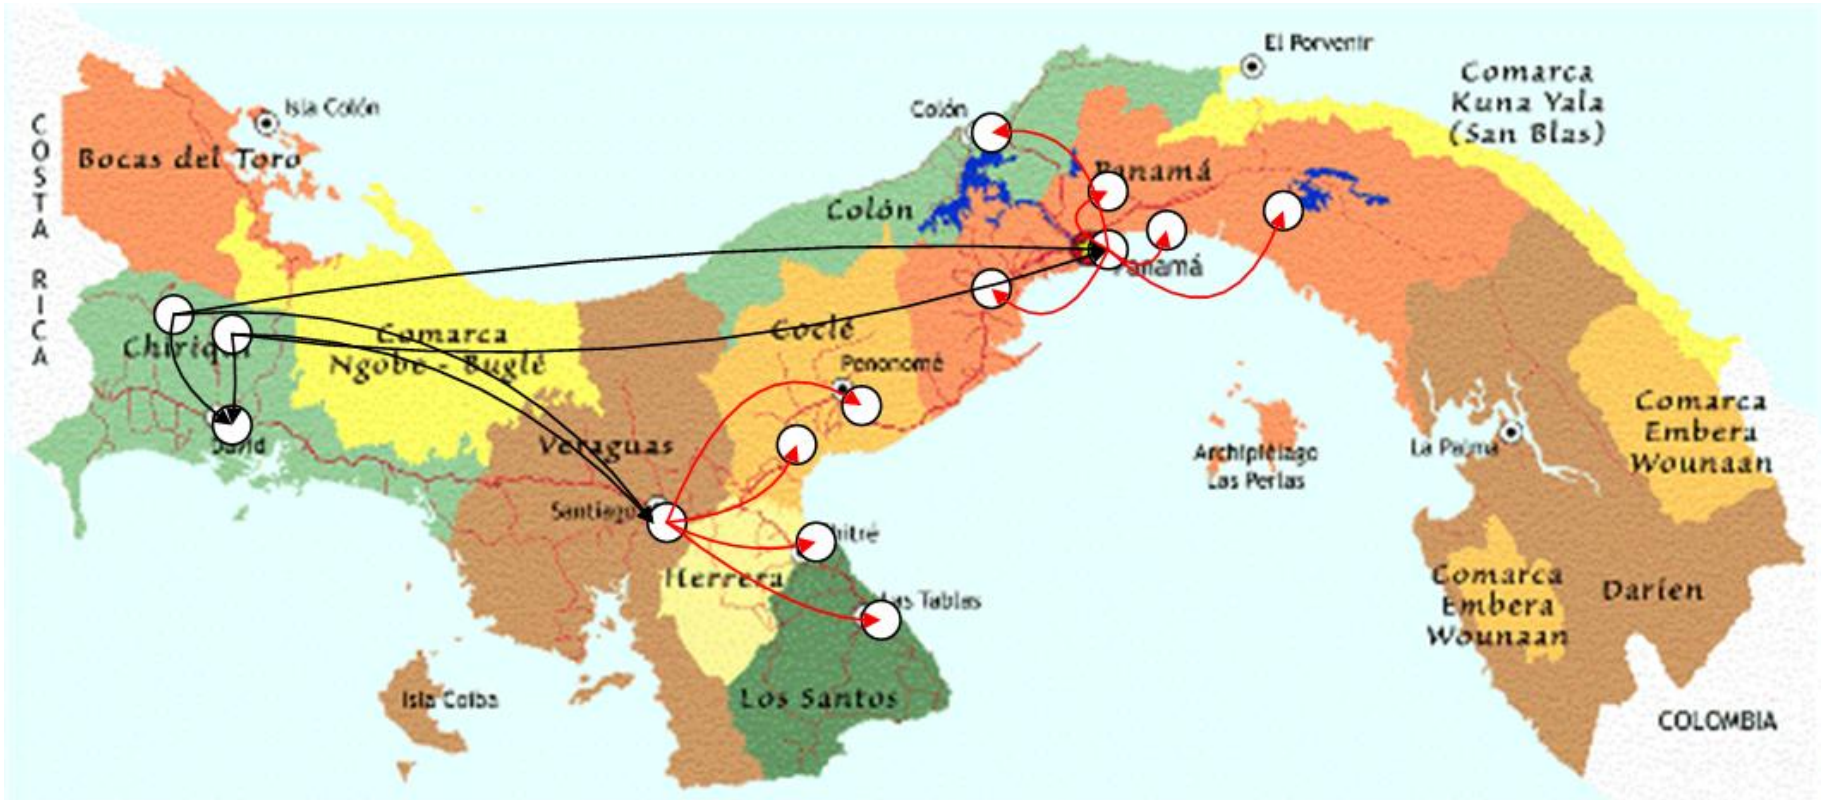 El Porvenir
Comarca
Kuna Yala
(San Blas)
Isla Colón
Colón
COSTA RICA
Bocas del Toro
Panamá
Colón
Panamá
Comarca
Ngobe - Buglé
Chiriquí
Coclé
Penonomé
David
Veraguas
Santiago
Archipiélago
Las Perlas
La Palma
Comarca
Embera
Wounaan
Herrera
Las Tablas
Comarca
Embera
Wounaan
Darien
Isla Coiba
Los Santos
COLOMBIA